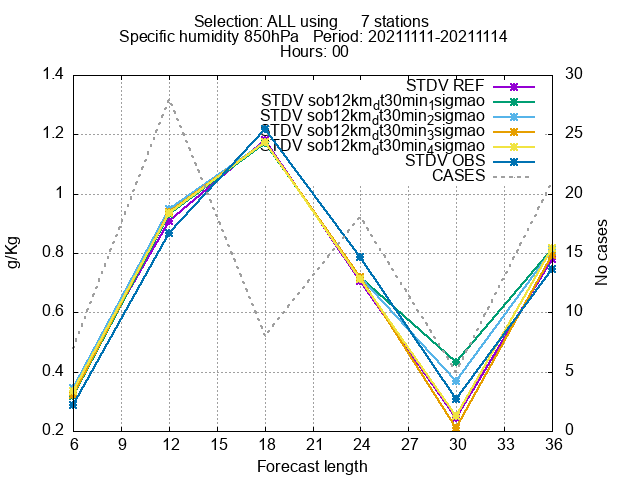 Selection: ALL using 7 stations
Specific humidity 850hPa Period: 20211111-20211114
Hours: 00
1.4
1.2
1
0.8
0.6
0.4
0.2
g/Kg
30
25
20
15
10
5
0
No cases
STDV REF
STDV sob12km_dt30min_1sigmao
STDV sob12km_dt30min_2sigmao
STDV sob12km_dt30min_3sigmao
STDV sob12km_dt30min_4sigmao
STDV OBS
CASES
6 9 12 15 18 21 24 27 30 33 36
Forecast length